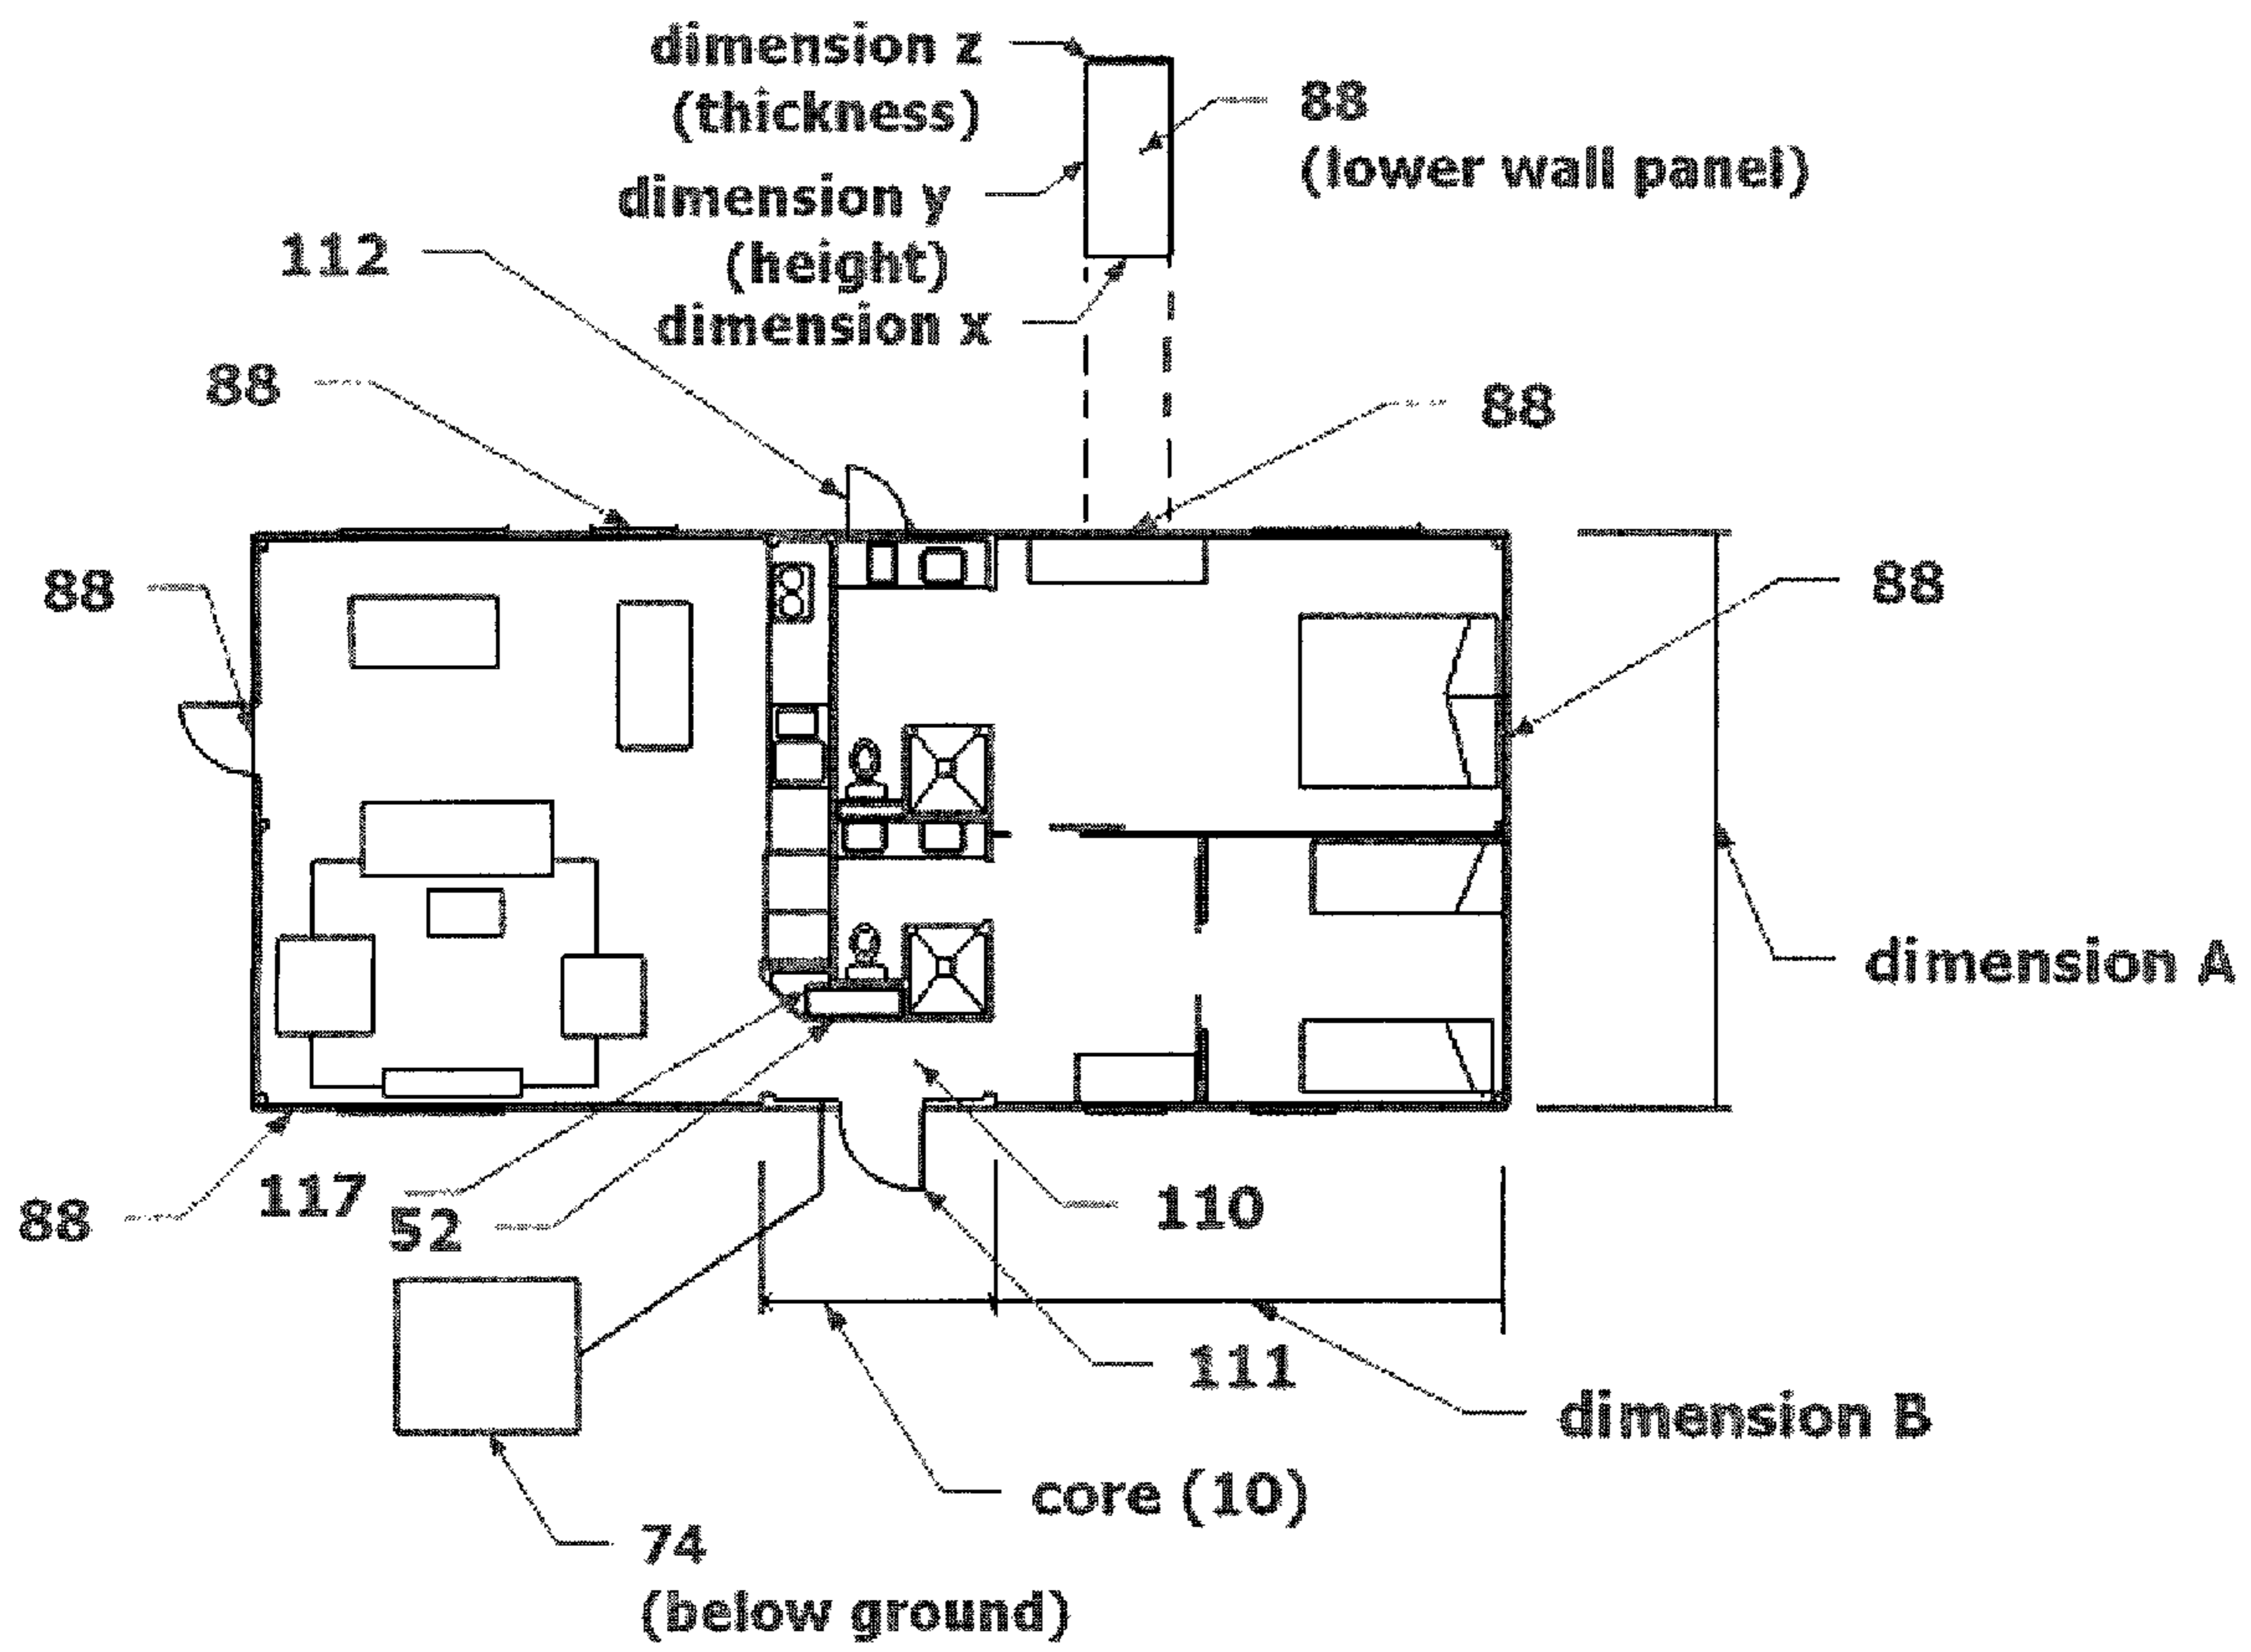 dimension z
(thickness)
88
(lower wall panel)
dimension y
(height)
112
dimension x
88
88
88
88
dimension A
117
88
52
110
111
dimension B
core (10)
74
(below ground)